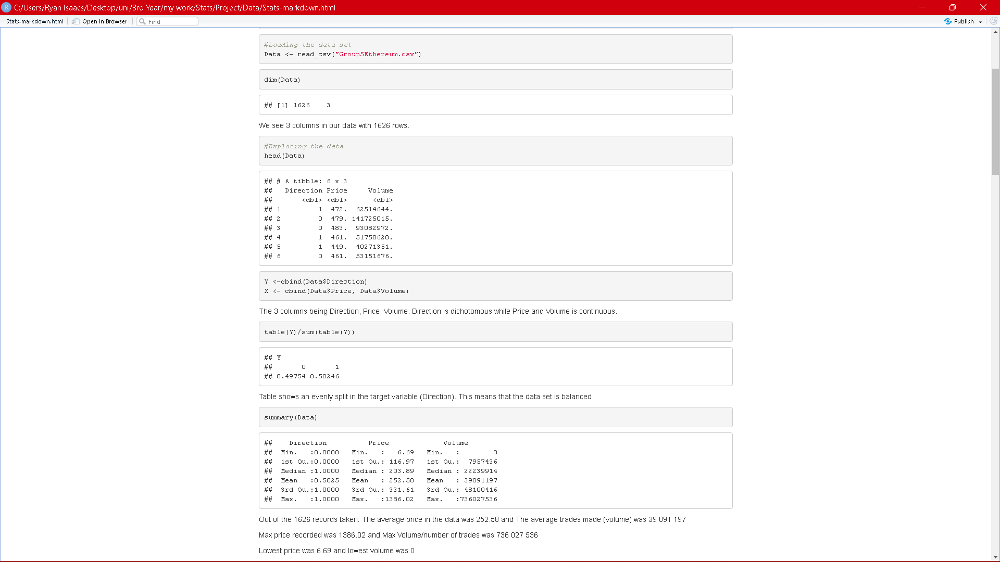 R C:/Users/Ryan Isaacs/Desktop/uni/3rd Year/my work/Stats/Project/Data/Stats-markdown.html
Stats-markdown.html Open in Browser Find Publish
#Loading the data set
Data <- read_csv("Group5Ethereum.csv")
dim(Data)
## [1] 1626    3
We see 3 columns in our data with 1626 rows.
#Exploring the data
head(Data)
## # A tibble: 6 x 3
##   Direction Price     Volume
##       <dbl> <dbl>      <dbl>
## 1         1  472.  62514644.
## 2         0  479. 141725015.
## 3         0  483.  93082972.
## 4         1  461.  51758620.
## 5         1  449.  40271351.
## 6         0  461.  53151676.
Y <-cbind(Data$Direction)
X <- cbind(Data$Price, Data$Volume)
The 3 columns being Direction, Price, Volume. Direction is dichotomous while Price and Volume is continuous.
table(Y)/sum(table(Y))
## Y
##       0       1
## 0.49754 0.50246
Table shows an evenly split in the target variable (Direction). This means that the data set is balanced.
summary(Data)
##    Direction          Price             Volume
##  Min.   :0.0000   Min.   :   6.69   Min.   :        0
##  1st Qu.:0.0000   1st Qu.: 116.97   1st Qu.:  7957436
##  Median :1.0000   Median : 203.89   Median : 22239914
##  Mean   :0.5025   Mean   : 252.58   Mean   : 39091197
##  3rd Qu.:1.0000   3rd Qu.: 331.61   3rd Qu.: 48100416
##  Max.   :1.0000   Max.   :1386.02   Max.   :736027536
Out of the 1626 records taken: The average price in the data was 252.58 and The average trades made (volume) was 39 091 197
Max price recorded was 1386.02 and Max Volume/number of trades was 736 027 536
Lowest price was 6.69 and lowest volume was 0